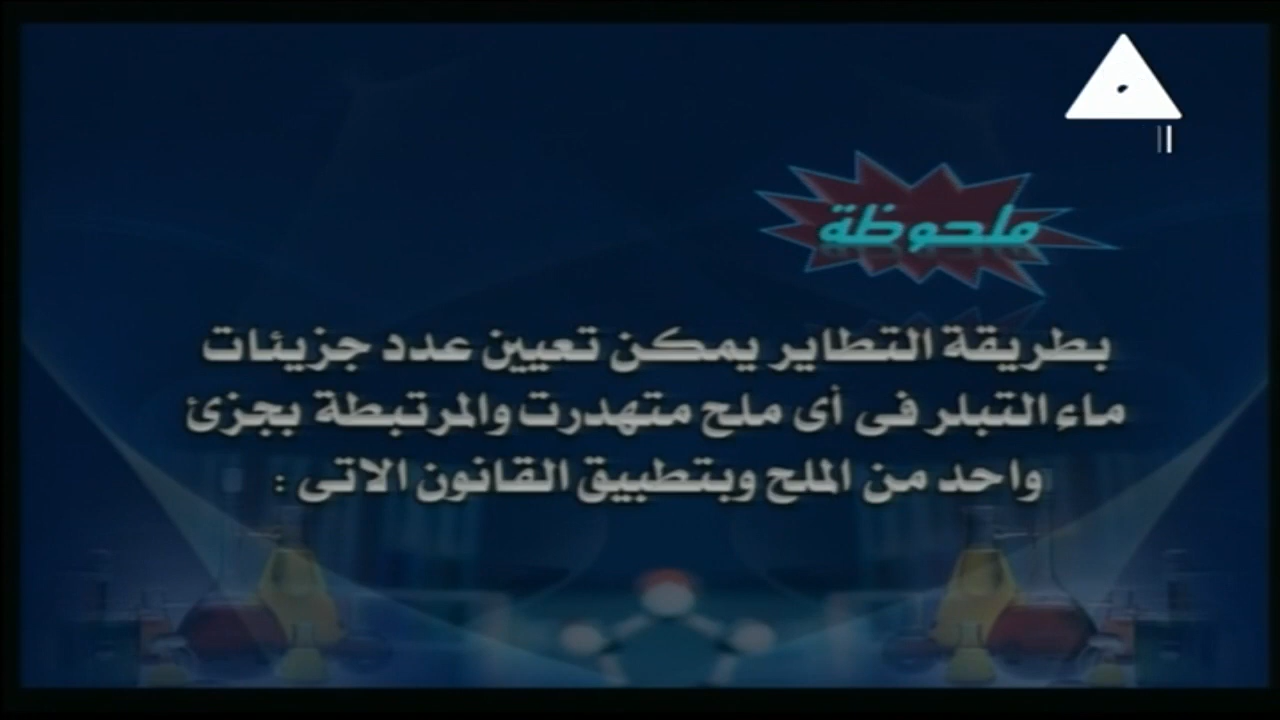 ملحوظة
بطريقة التطاير يمكن تعيين عدد جزيئات
ماء التبلر فى أى ملح متهدرت والمرتبطة بجزئ
واحد من الملح وبتطبيق القانون الاتى :